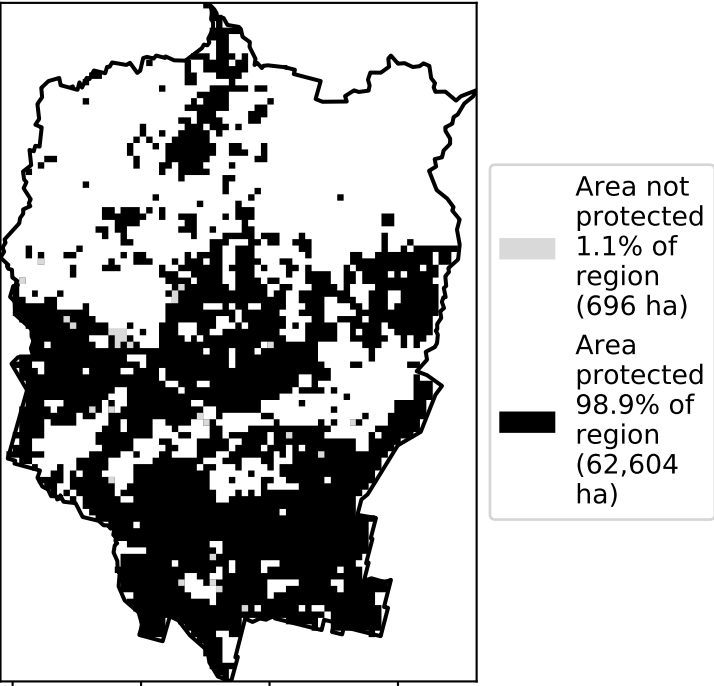 Area not
protected
1.1% of
region
(696 ha)
Area
protected
98.9% of
region
(62,604
ha)